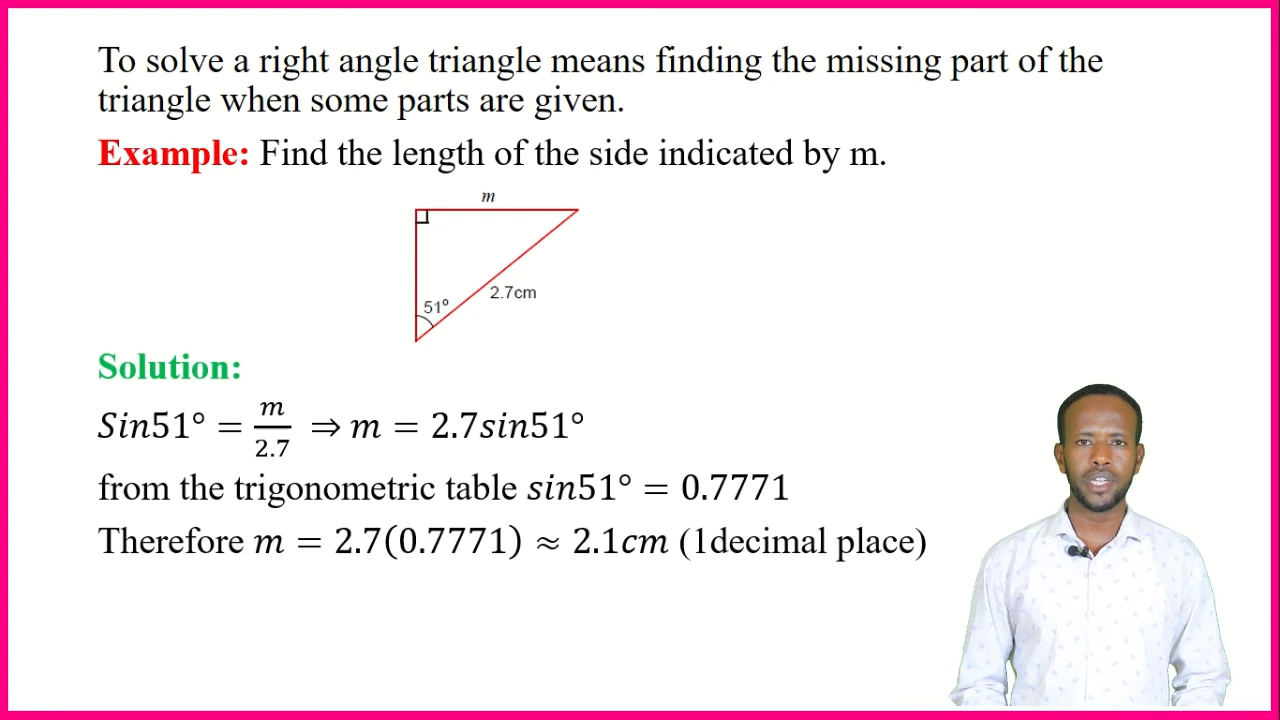 To solve a right angle triangle means finding the missing part of the
triangle when some parts are given.
Example: Find the length of the side indicated by m.
m
51°
2.7cm
Solution:
Sin51° = m/2.7 ⇒ m = 2.7sin51°
from the trigonometric table sin51° = 0.7771
Therefore m = 2.7(0.7771) ≈ 2.1cm (1decimal place)